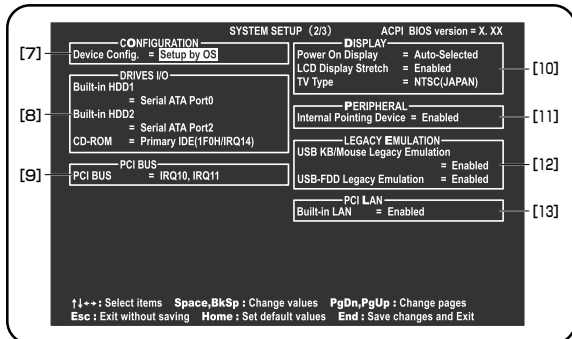 SYSTEM SETUP (2/3) ACPI BIOS version = X. XX
CONFIGURATION
[7] Device Config. = Setup by OS
DRIVES I/O
[8] Built-in HDD1
= Serial ATA Port0
Built-in HDD2
= Serial ATA Port2
CD-ROM = Primary IDE(1F0H/IRQ14)
PCI BUS
[9] PCI BUS = IRQ10, IRQ11
DISPLAY
Power On Display = Auto-Selected
LCD Display Stretch = Enabled [10]
TV Type = NTSC(JAPAN)
PERIPHERAL
Internal Pointing Device = Enabled [11]
LEGACY EMULATION
USB KB/Mouse Legacy Emulation
= Enabled [12]
USB-FDD Legacy Emulation = Enabled
PCI LAN
Built-in LAN = Enabled [13]
↑↓←→ : Select items Space,BkSp : Change values PgDn,PgUp : Change pages
Esc : Exit without saving Home : Set default values End : Save changes and Exit